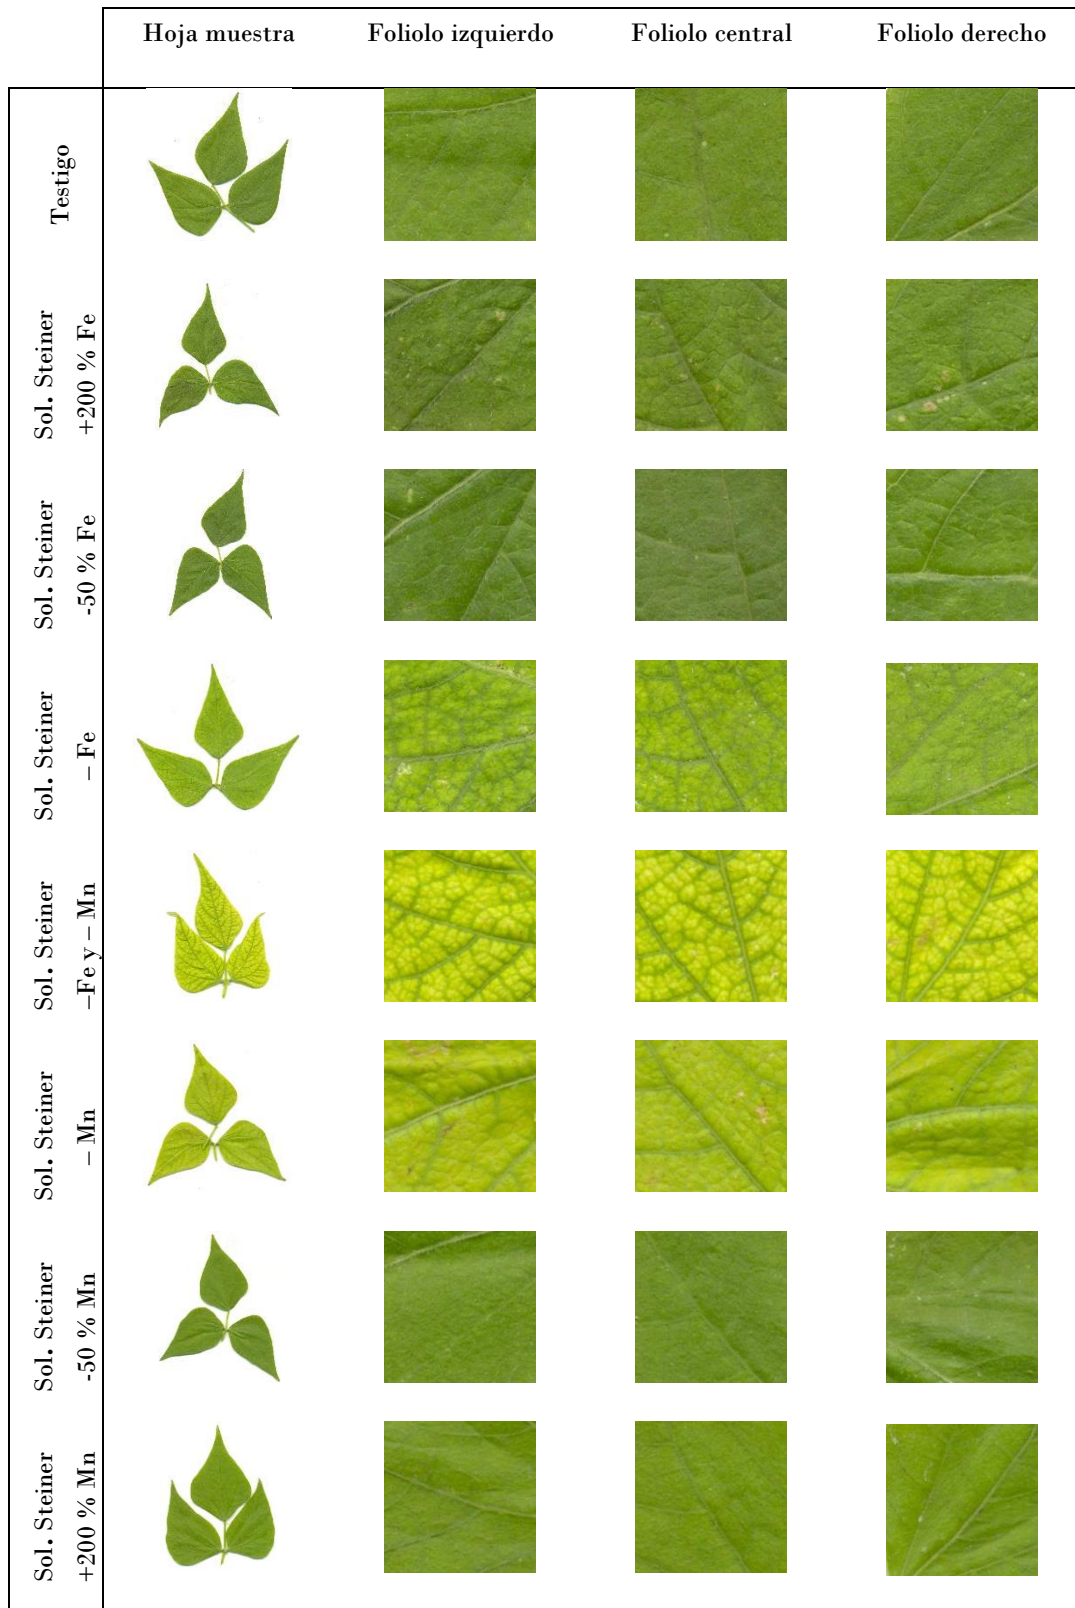 Hoja muestra Foliolo izquierdo Foliolo central Foliolo derecho
Testigo
Sol. Steiner
+200 % Fe
Sol. Steiner
-50 % Fe
Sol. Steiner
– Fe
Sol. Steiner
–Fe y – Mn
Sol. Steiner
– Mn
Sol. Steiner
-50 % Mn
Sol. Steiner
+200 % Mn